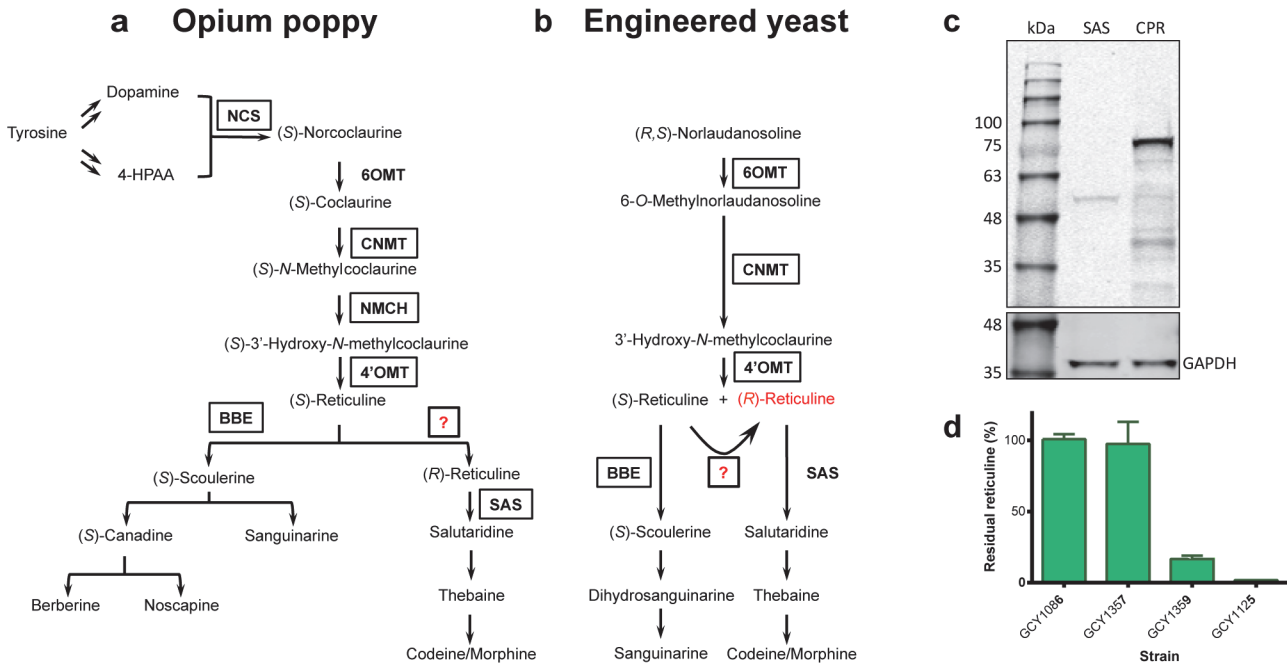 a Opium poppy
Tyrosine
Dopamine
4-HPAA
NCS
(S)-Norcoclaurine
6OMT
(S)-Coclaurine
CNMT
(S)-N-Methylcoclaurine
NMCH
(S)-3'-Hydroxy-N-methylcoclaurine
4'OMT
(S)-Reticuline
BBE
?
(S)-Scoulerine
(R)-Reticuline
SAS
(S)-Canadine
Sanguinarine
Salutaridine
Berberine
Noscapine
Thebaine
Codeine/Morphine
b Engineered yeast
(R,S)-Norlaudanosoline
6OMT
6-O-Methylnorlaudanosoline
CNMT
3'-Hydroxy-N-methylcoclaurine
4'OMT
(S)-Reticuline + (R)-Reticuline
BBE
?
SAS
(S)-Scoulerine
Salutaridine
Dihydrosanguinarine
Thebaine
Sanguinarine
Codeine/Morphine
c
kDa SAS CPR
100
75
63
48
35
48
35
GAPDH
d
Residual reticuline (%)
100
50
0
GCY1086
GCY1357
GCY1359
GCY1125
Strain